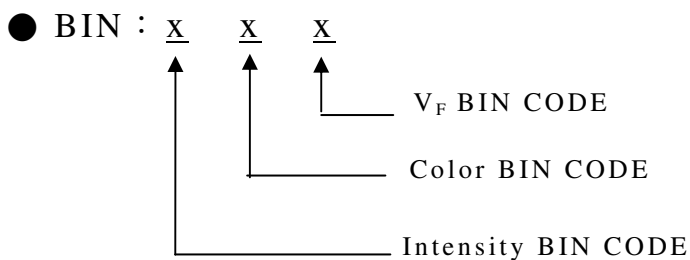 ● BIN : x x x
V_F BIN CODE
Color BIN CODE
Intensity BIN CODE